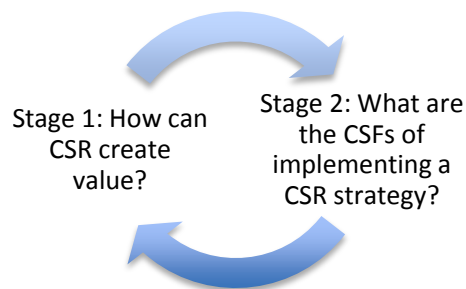 Stage 1: How can
CSR create
value?
Stage 2: What are
the CSFs of
implementing a
CSR strategy?